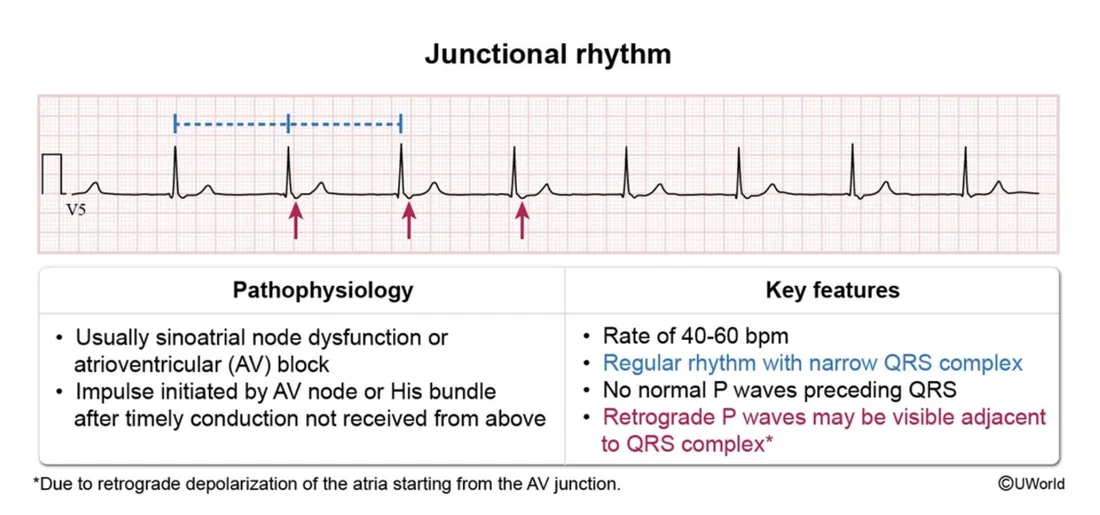 Junctional rhythm
V5
Pathophysiology
• Usually sinoatrial node dysfunction or
atrioventricular (AV) block
• Impulse initiated by AV node or His bundle
after timely conduction not received from above
Key features
• Rate of 40-60 bpm
• Regular rhythm with narrow QRS complex
• No normal P waves preceding QRS
• Retrograde P waves may be visible adjacent
to QRS complex*
*Due to retrograde depolarization of the atria starting from the AV junction.
©UWorld